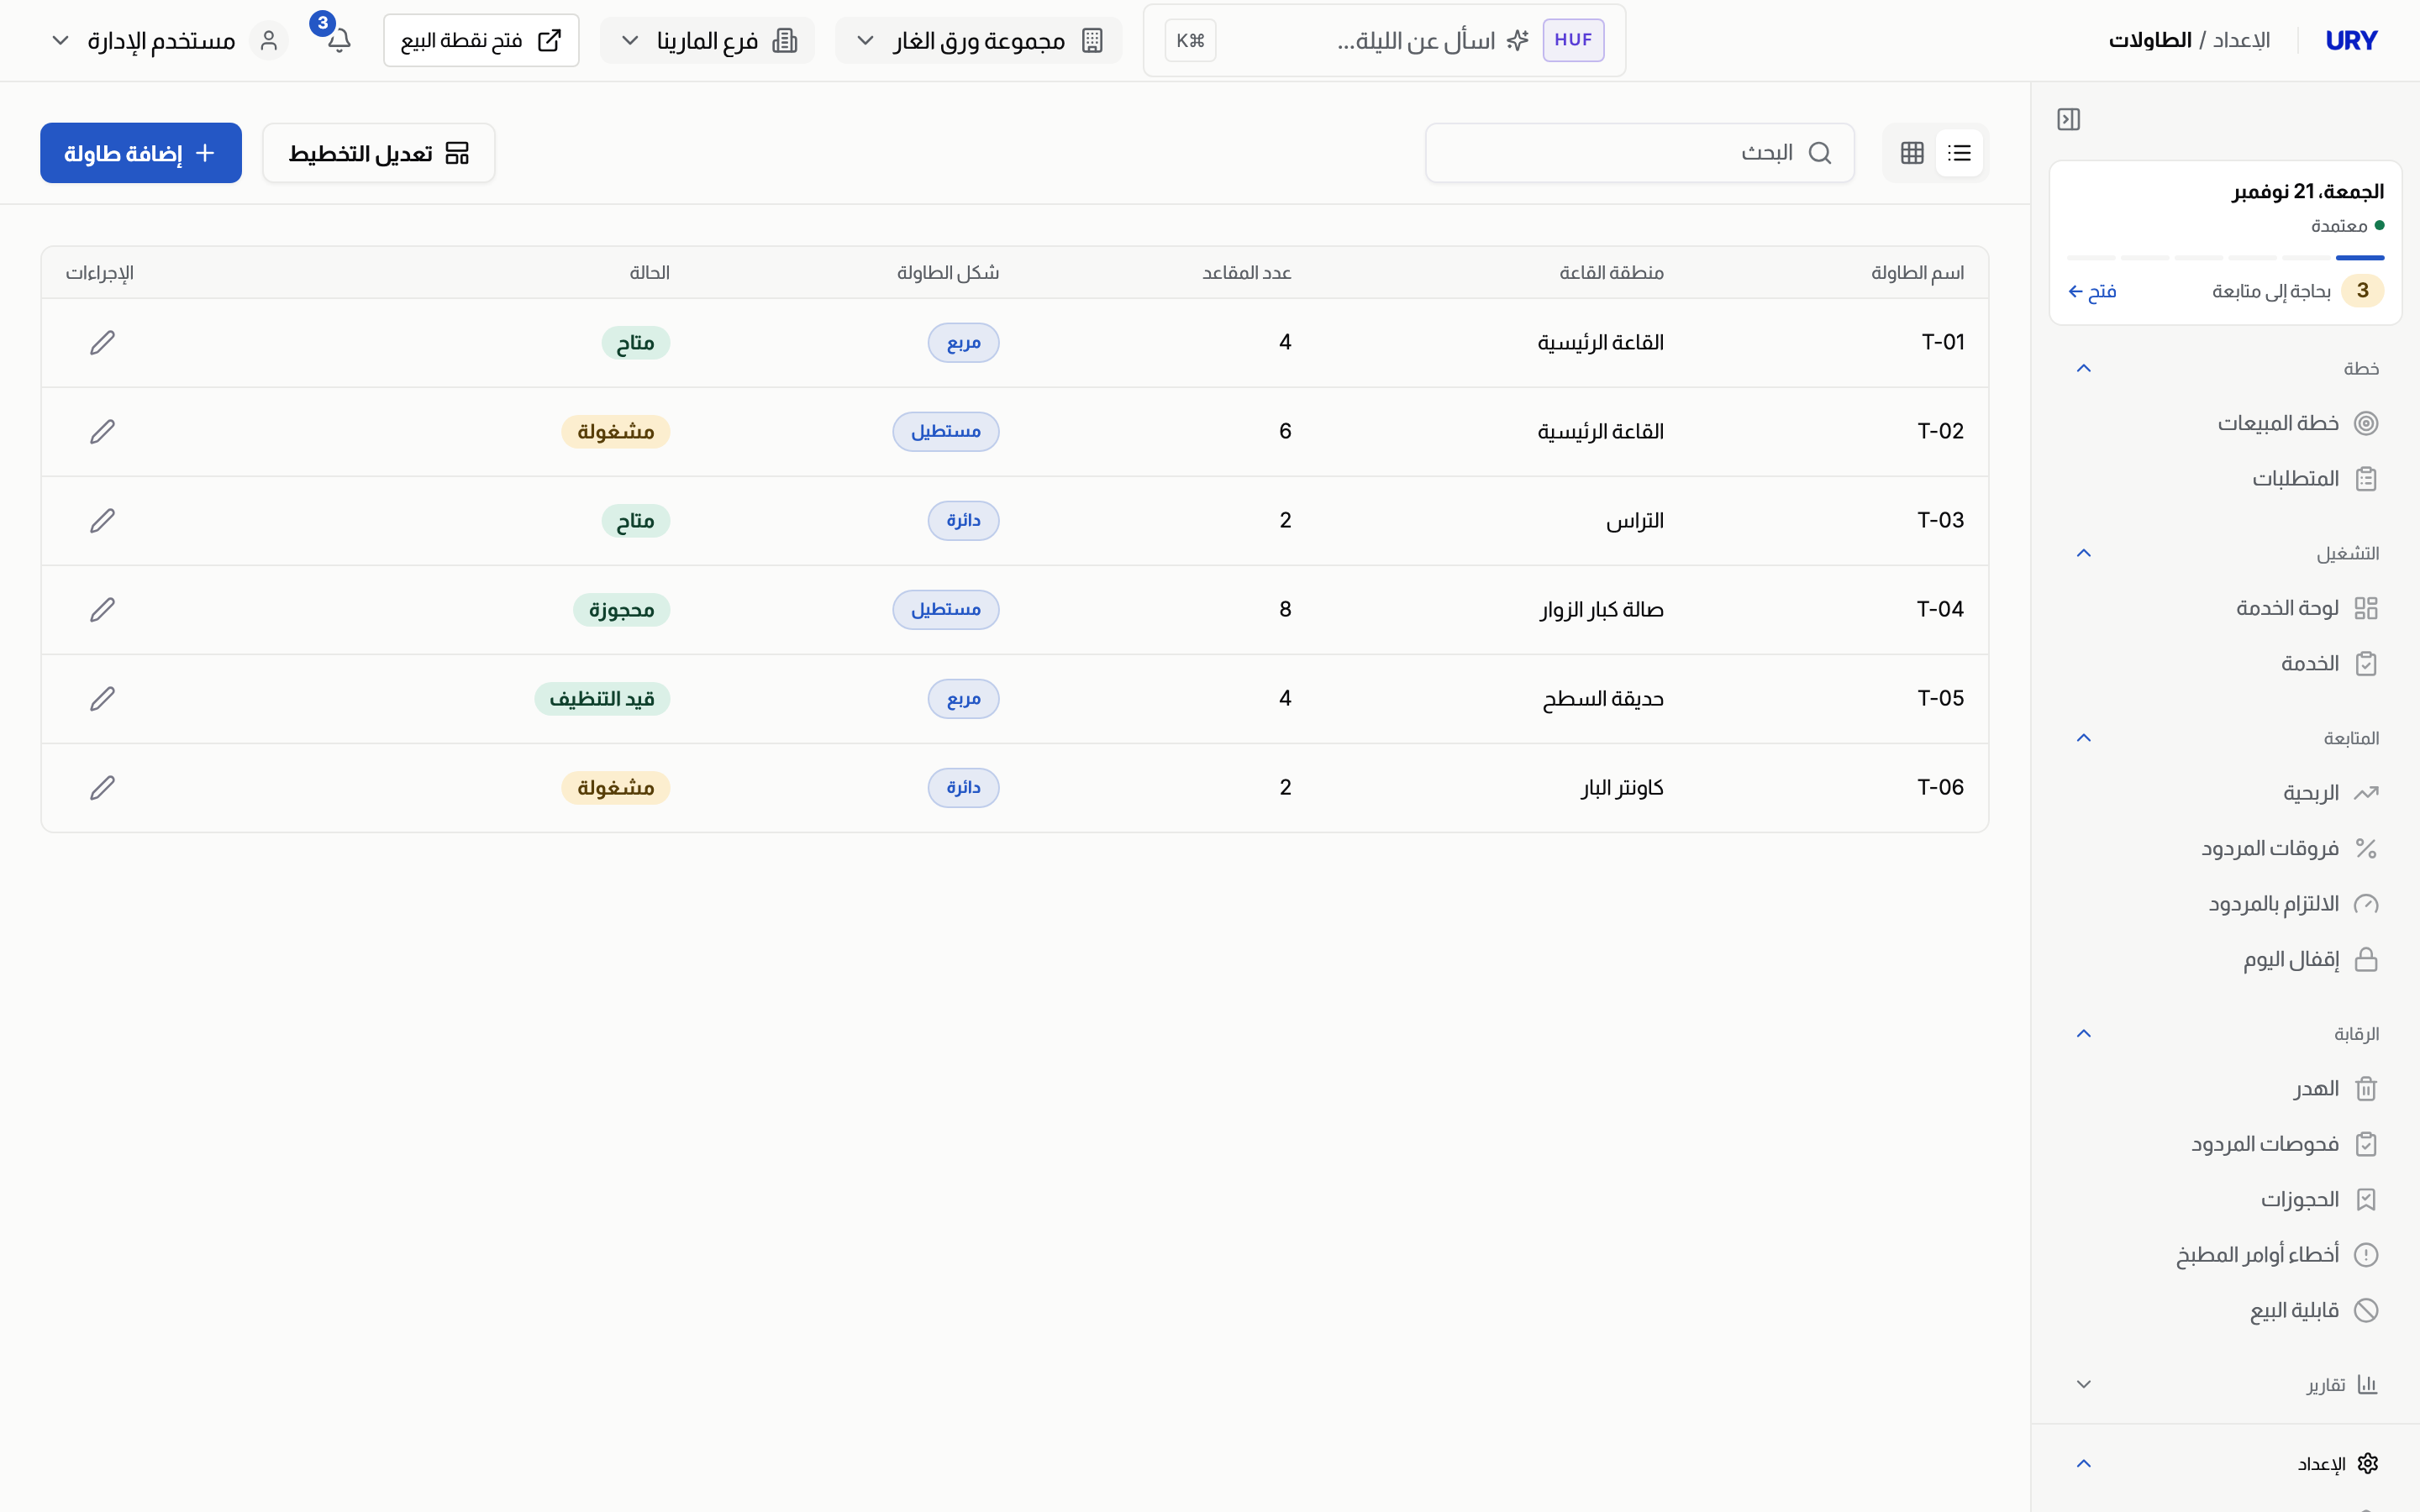 URY
الإعداد / الطاولات
HUF
اسأل عن الليلة...
⌘K
مجموعة ورق الغار
فرع المارينا
فتح نقطة البيع
3
مستخدم الإدارة
الجمعة، 21 نوفمبر
معتمدة
3 بحاجة إلى متابعة
فتح ←
خطة
خطة المبيعات
المتطلبات
التشغيل
لوحة الخدمة
الخدمة
المتابعة
الربحية
فروقات المردود
الالتزام بالمردود
إقفال اليوم
الرقابة
الهدر
فحوصات المردود
الحجوزات
أخطاء أوامر المطبخ
قابلية البيع
تقارير
الإعداد
البحث
تعديل التخطيط
إضافة طاولة
اسم الطاولة منطقة القاعة عدد المقاعد شكل الطاولة الحالة الإجراءات
T-01 القاعة الرئيسية 4 مربع متاح
T-02 القاعة الرئيسية 6 مستطيل مشغولة
T-03 التراس 2 دائرة متاح
T-04 صالة كبار الزوار 8 مستطيل محجوزة
T-05 حديقة السطح 4 مربع قيد التنظيف
T-06 كاونتر البار 2 دائرة مشغولة